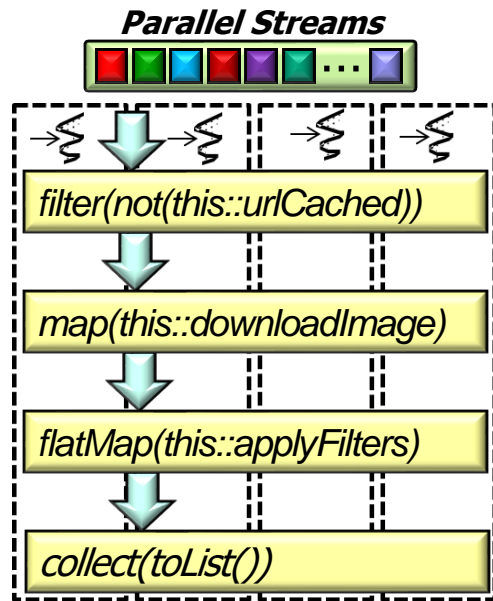 Parallel Streams
...
filter(not(this::urlCached))
map(this::downloadImage)
flatMap(this::applyFilters)
collect(toList())